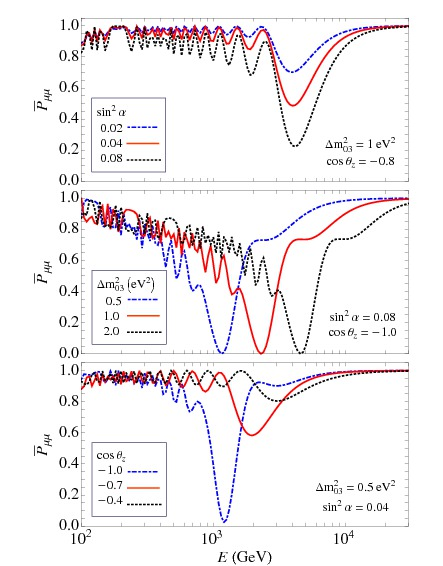 1.0
0.8
0.6
0.4
0.2
0.0
P̅μμ
sin² α
0.02
0.04
0.08
Δm²₀₃ = 1 eV²
cos θz = −0.8
1.0
0.8
0.6
0.4
0.2
0.0
P̅μμ
Δm²₀₃ (eV²)
0.5
1.0
2.0
sin² α = 0.08
cos θz = −1.0
1.0
0.8
0.6
0.4
0.2
0.0
P̅μμ
cos θz
−1.0
−0.7
−0.4
Δm²₀₃ = 0.5 eV²
sin² α = 0.04
10² 10³ 10⁴
E (GeV)